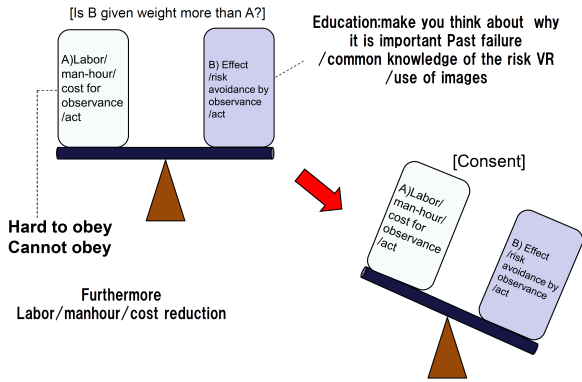 [Is B given weight more than A?]
Education:make you think about why
it is important Past failure
/common knowledge of the risk VR
/use of images
A)Labor/
man-hour/
cost for
observance
/act
B) Effect
/risk
avoidance by
observance
/act
Hard to obey
Cannot obey
Furthermore
Labor/manhour/cost reduction
[Consent]
A)Labor/
man-hour/
cost for
observance
/act
B) Effect
/risk
avoidance by
observance
/act